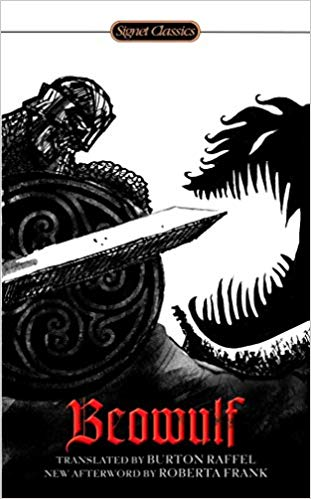 Signet Classics
Beowulf
TRANSLATED BY BURTON RAFFEL
NEW AFTERWORD BY ROBERTA FRANK